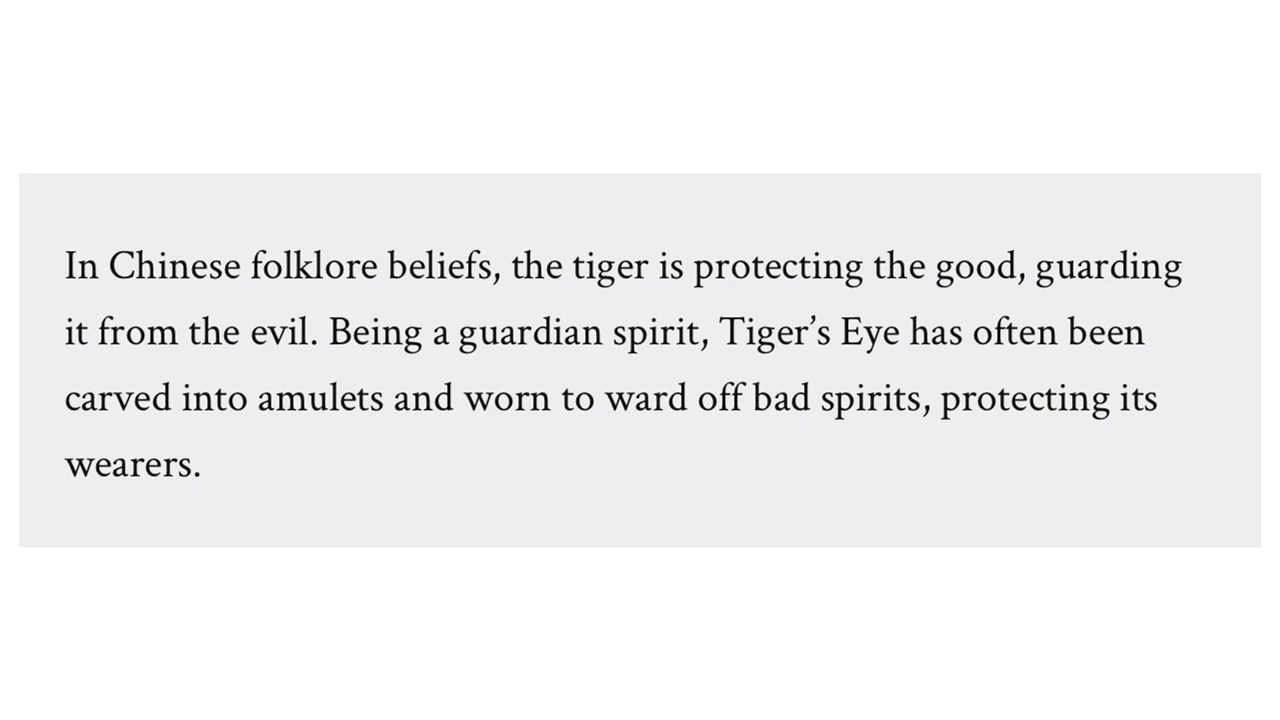 In Chinese folklore beliefs, the tiger is protecting the good, guarding
it from the evil. Being a guardian spirit, Tiger’s Eye has often been
carved into amulets and worn to ward off bad spirits, protecting its
wearers.